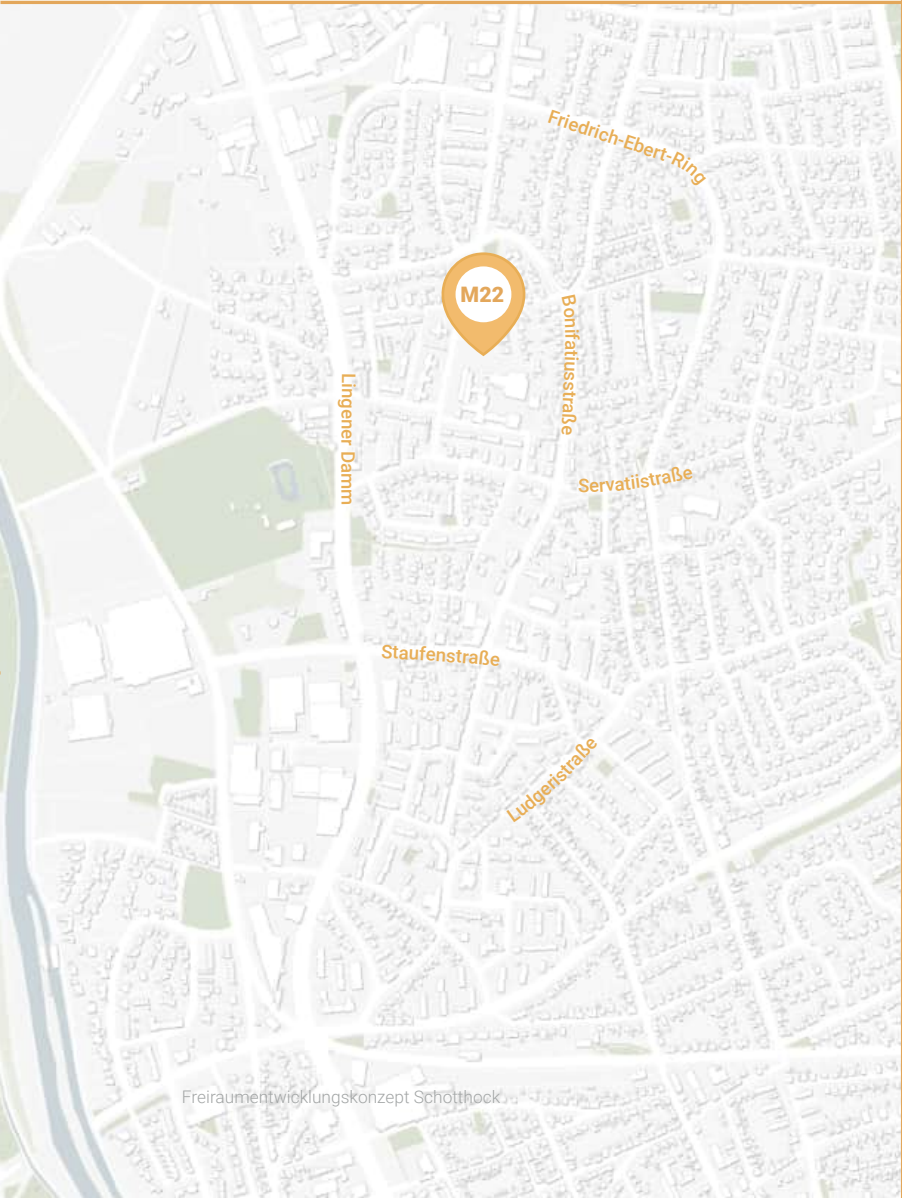 Friedrich-Ebert-Ring
M22
Bonifatiusstraße
Lingener Damm
Servatiistraße
Staufenstraße
Ludgeristraße
Freiraumentwicklungskonzept Schotthock